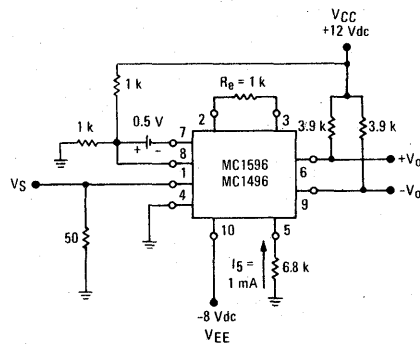 VCC
+12 Vdc
1 k
Re = 1 k
1 k
0.5 V
+ -
7
2
3
3.9 k
3.9 k
8
MC1596
MC1496
6
+Vo
VS
1
4
9
-Vo
50
10
5
I5 =
1 mA
6.8 k
-8 Vdc
VEE